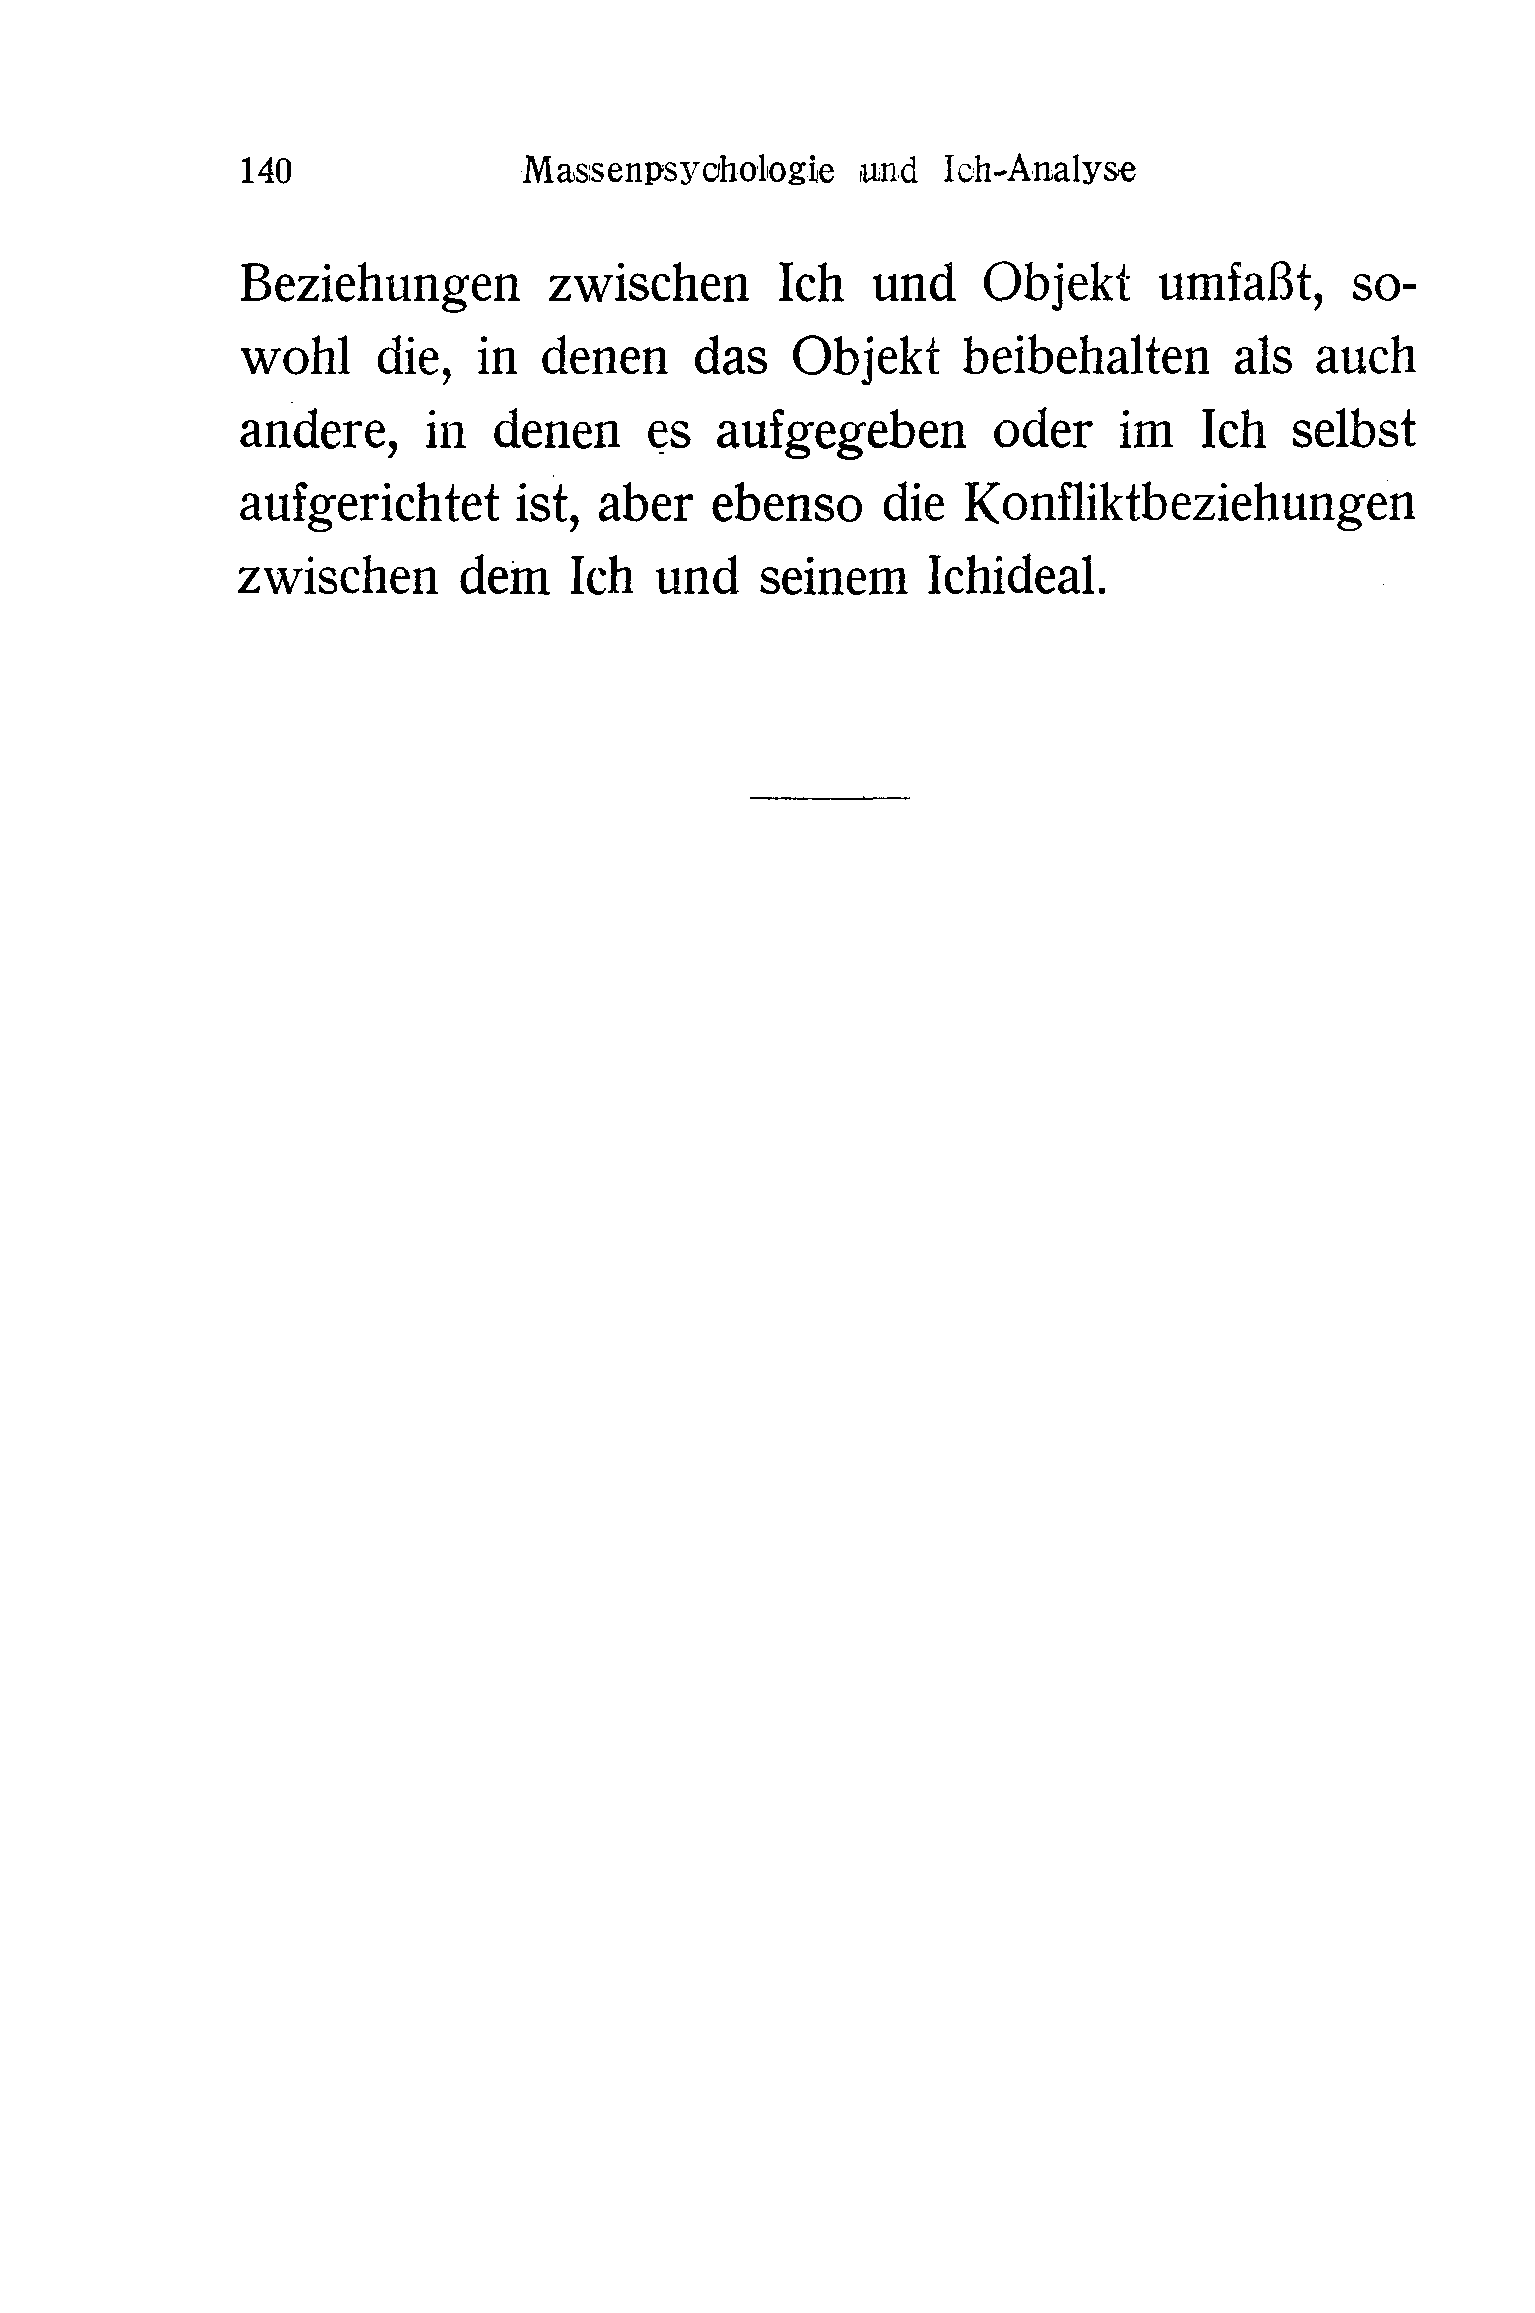 140 Massenpsychologie und Ich-Analyse
Beziehungen zwischen Ich und Objekt umfaßt, so-
wohl die, in denen das Objekt beibehalten als auch
andere, in denen es aufgegeben oder im Ich selbst
aufgerichtet ist, aber ebenso die Konfliktbeziehungen
zwischen dem Ich und seinem Ichideal.